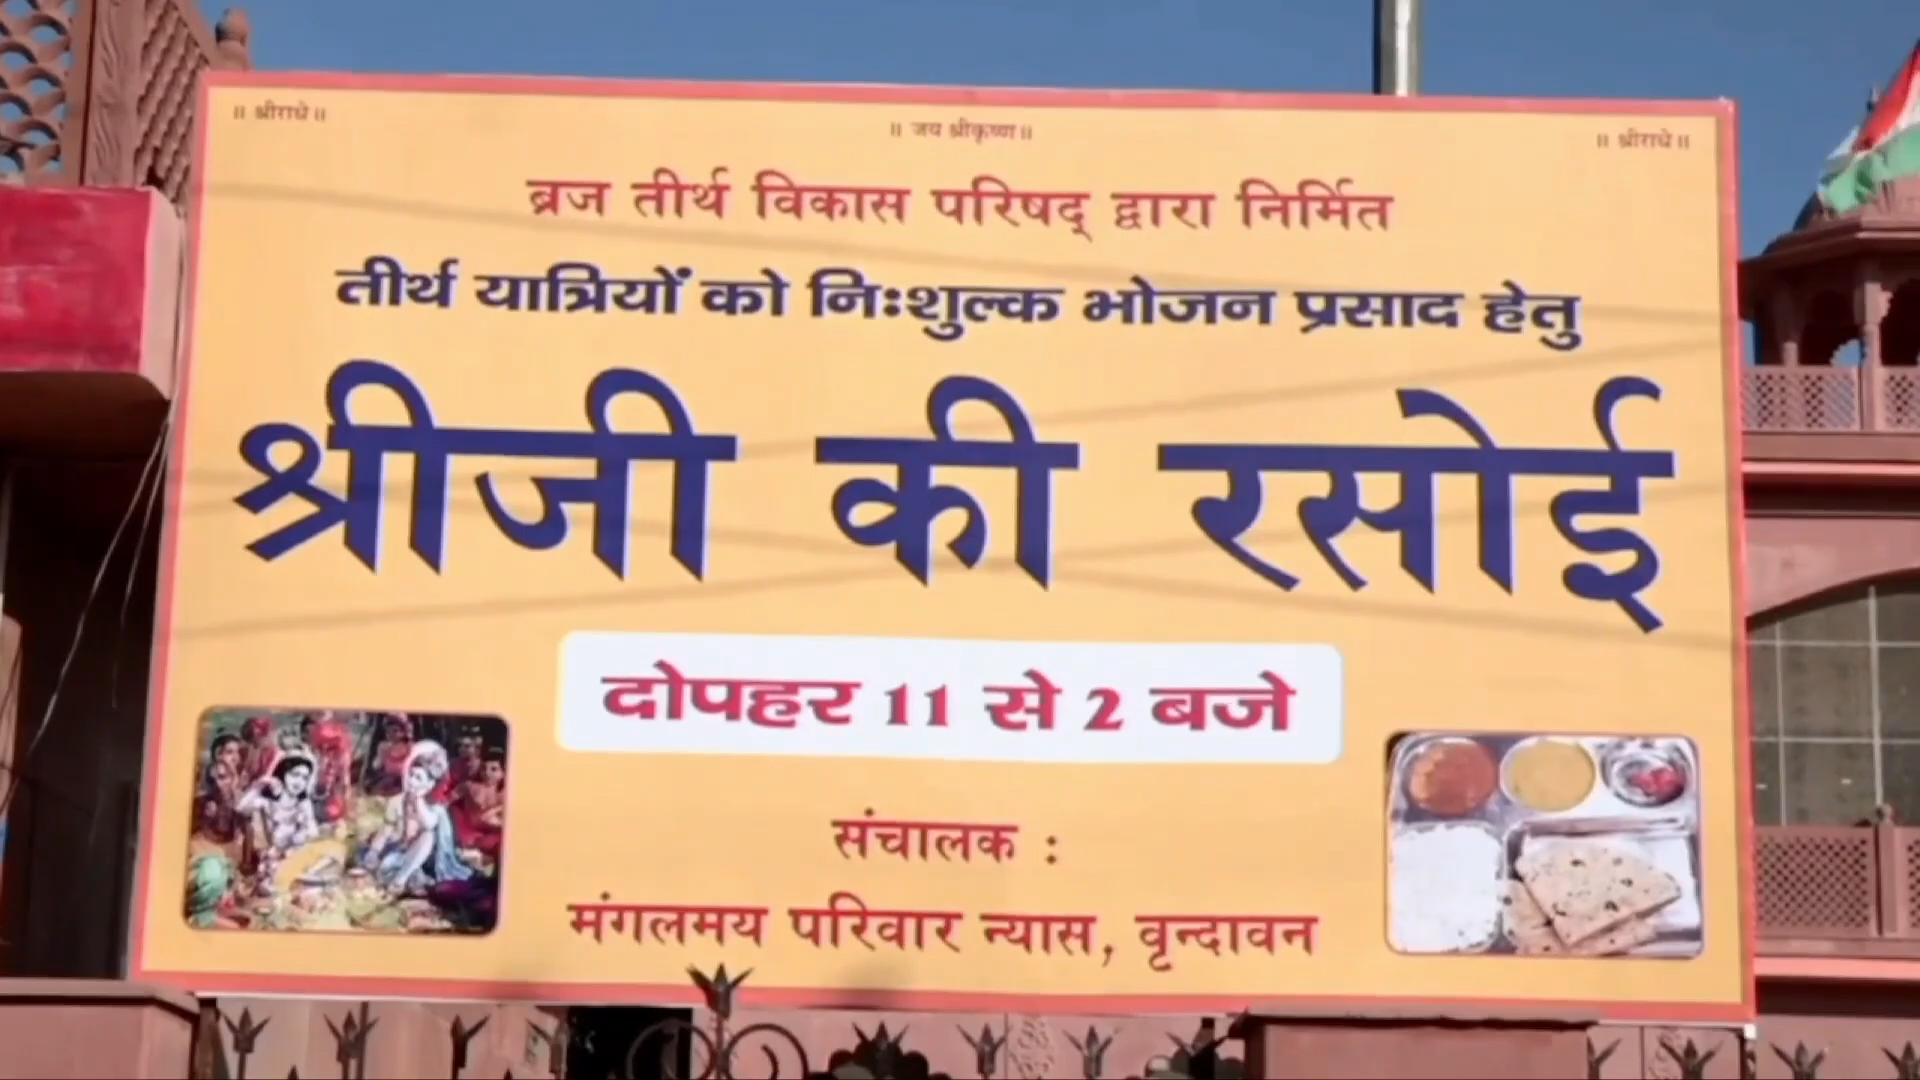 ॥ श्रीराधे ॥ ॥ जय श्रीकृष्ण ॥ ॥ श्रीराधे ॥
ब्रज तीर्थ विकास परिषद् द्वारा निर्मित
तीर्थ यात्रियों को निःशुल्क भोजन प्रसाद हेतु
श्रीजी की रसोई
दोपहर 11 से 2 बजे
संचालक :
मंगलमय परिवार न्यास, वृन्दावन